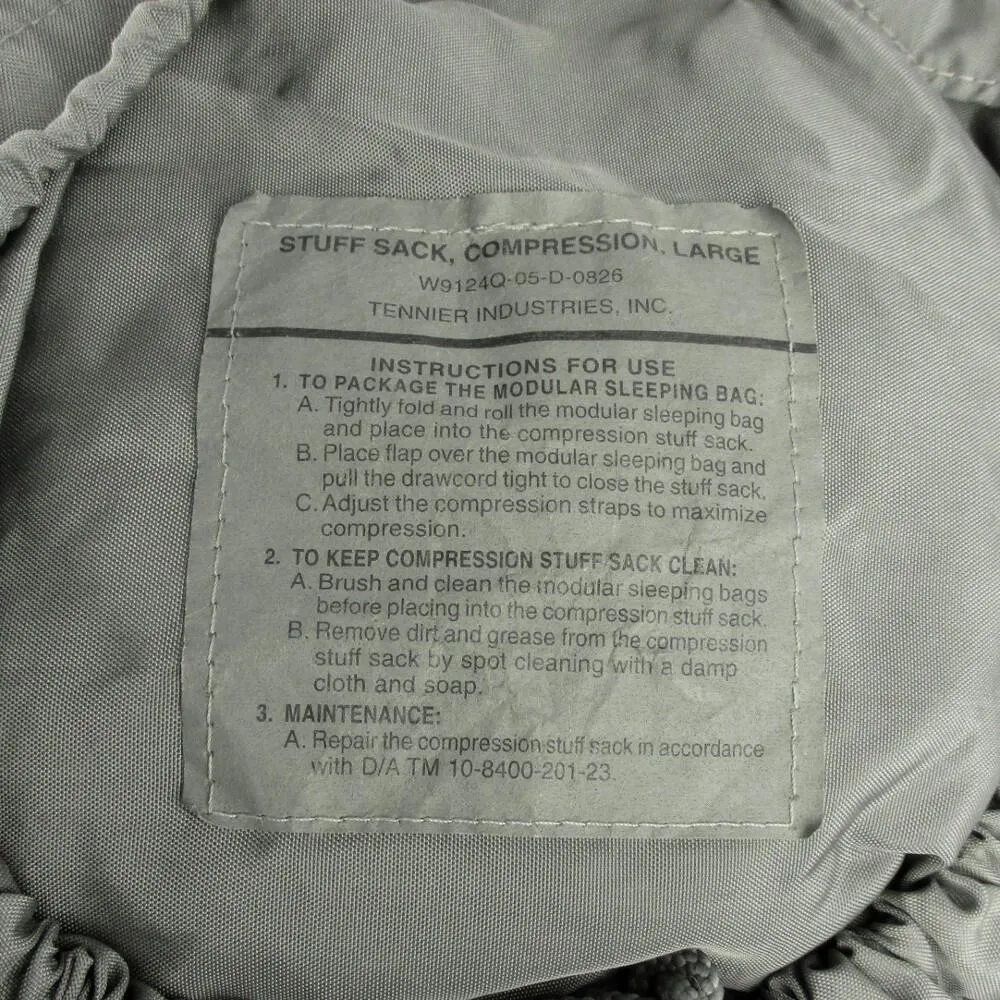 STUFF SACK, COMPRESSION, LARGE
W9124Q-05-D-0826
TENNIER INDUSTRIES, INC.
INSTRUCTIONS FOR USE
1. TO PACKAGE THE MODULAR SLEEPING BAG:
A. Tightly fold and roll the modular sleeping bag
and place into the compression stuff sack.
B. Place flap over the modular sleeping bag and
pull the drawcord tight to close the stuff sack.
C. Adjust the compression straps to maximize
compression.
2. TO KEEP COMPRESSION STUFF SACK CLEAN:
A. Brush and clean the modular sleeping bags
before placing into the compression stuff sack.
B. Remove dirt and grease from the compression
stuff sack by spot cleaning with a damp
cloth and soap.
3. MAINTENANCE:
A. Repair the compression stuff sack in accordance
with D/A TM 10-8400-201-23.